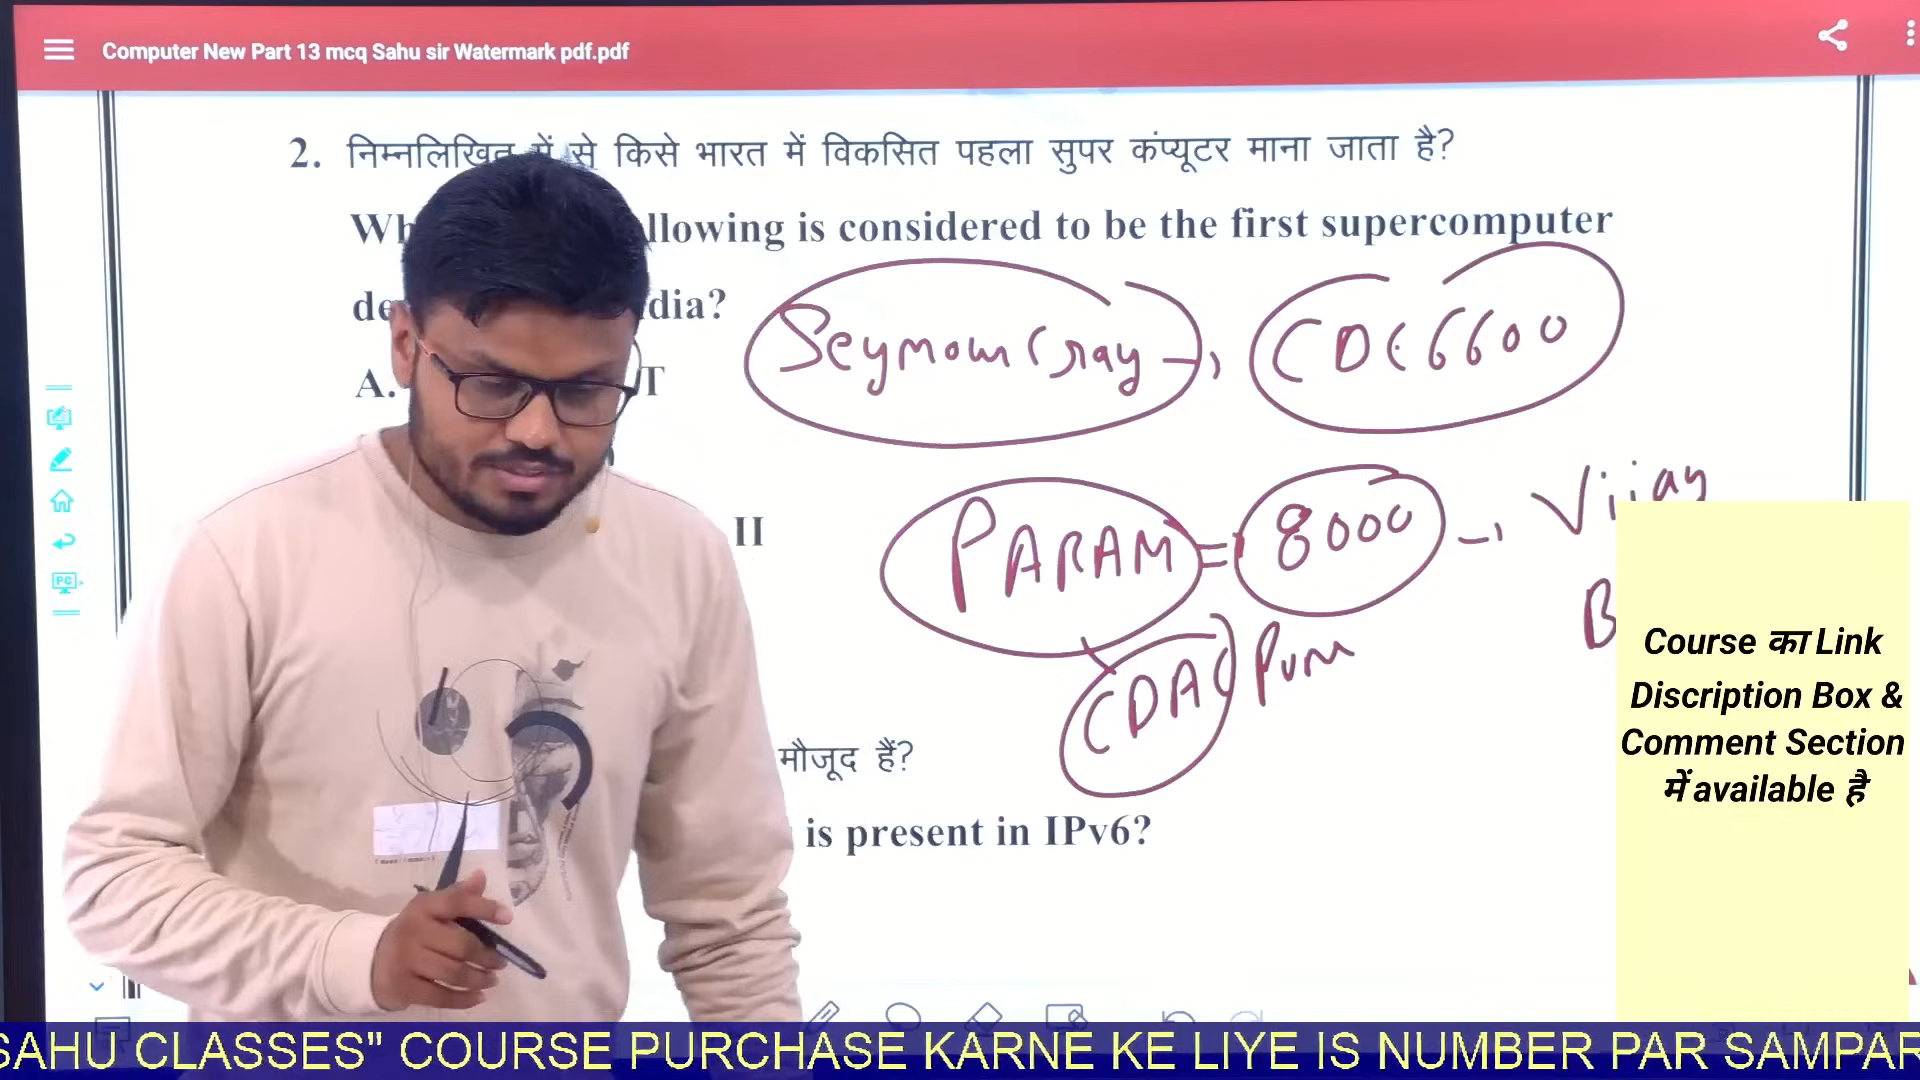 Computer New Part 13 mcq Sahu sir Watermark pdf.pdf
2. निम्नलिखित में से किसे भारत में विकसित पहला सुपर कंप्यूटर माना जाता है?
Wh llowing is considered to be the first supercomputer
de dia?
Seymour Cray → CDC 6600
A. T
PARAM = 8000 → Vijay
II
B
CDAC Pune
मौजूद हैं?
is present in IPv6?
PC
Course का Link
Discription Box &
Comment Section
में available है
SAHU CLASSES" COURSE PURCHASE KARNE KE LIYE IS NUMBER PAR SAMPAR